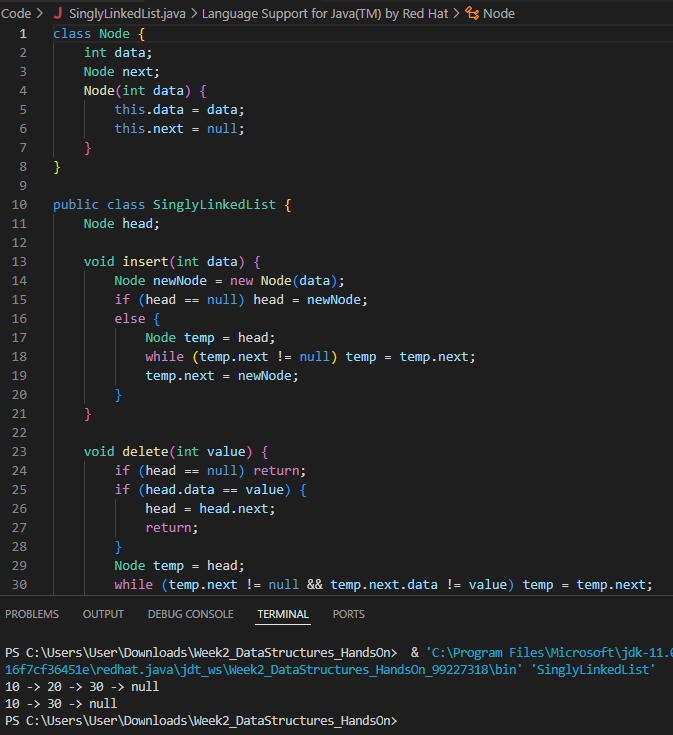 Code > J SinglyLinkedList.java > Language Support for Java(TM) by Red Hat > Node
1 class Node {
2     int data;
3     Node next;
4     Node(int data) {
5         this.data = data;
6         this.next = null;
7     }
8 }
9
10 public class SinglyLinkedList {
11     Node head;
12
13     void insert(int data) {
14         Node newNode = new Node(data);
15         if (head == null) head = newNode;
16         else {
17             Node temp = head;
18             while (temp.next != null) temp = temp.next;
19             temp.next = newNode;
20         }
21     }
22
23     void delete(int value) {
24         if (head == null) return;
25         if (head.data == value) {
26             head = head.next;
27             return;
28         }
29         Node temp = head;
30         while (temp.next != null && temp.next.data != value) temp = temp.next;
PROBLEMS OUTPUT DEBUG CONSOLE TERMINAL PORTS
PS C:\Users\User\Downloads\Week2_DataStructures_HandsOn>  & 'C:\Program Files\Microsoft\jdk-11.0
16f7cf36451e\redhat.java\jdt_ws\Week2_DataStructures_HandsOn_99227318\bin' 'SinglyLinkedList'
10 -> 20 -> 30 -> null
10 -> 30 -> null
PS C:\Users\User\Downloads\Week2_DataStructures_HandsOn>